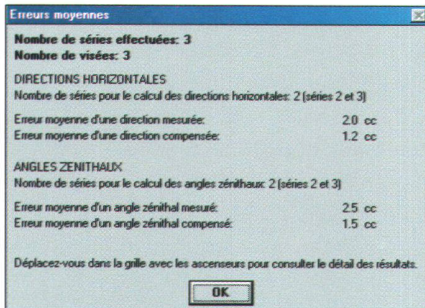 Erreurs moyennes
Nombre de séries effectuées: 3
Nombre de visées: 3
DIRECTIONS HORIZONTALES
Nombre de séries pour le calcul des directions horizontales: 2 (séries 2 et 3)
Erreur moyenne d'une direction mesurée: 2.0 cc
Erreur moyenne d'une direction compensée: 1.2 cc
ANGLES ZENITHAUX
Nombre de séries pour le calcul des angles zénithaux: 2 (séries 2 et 3)
Erreur moyenne d'un angle zénithal mesuré: 2.5 cc
Erreur moyenne d'un angle zénithal compensé: 1.5 cc
Déplacez-vous dans la grille avec les ascenseurs pour consulter le détail des résultats.
OK